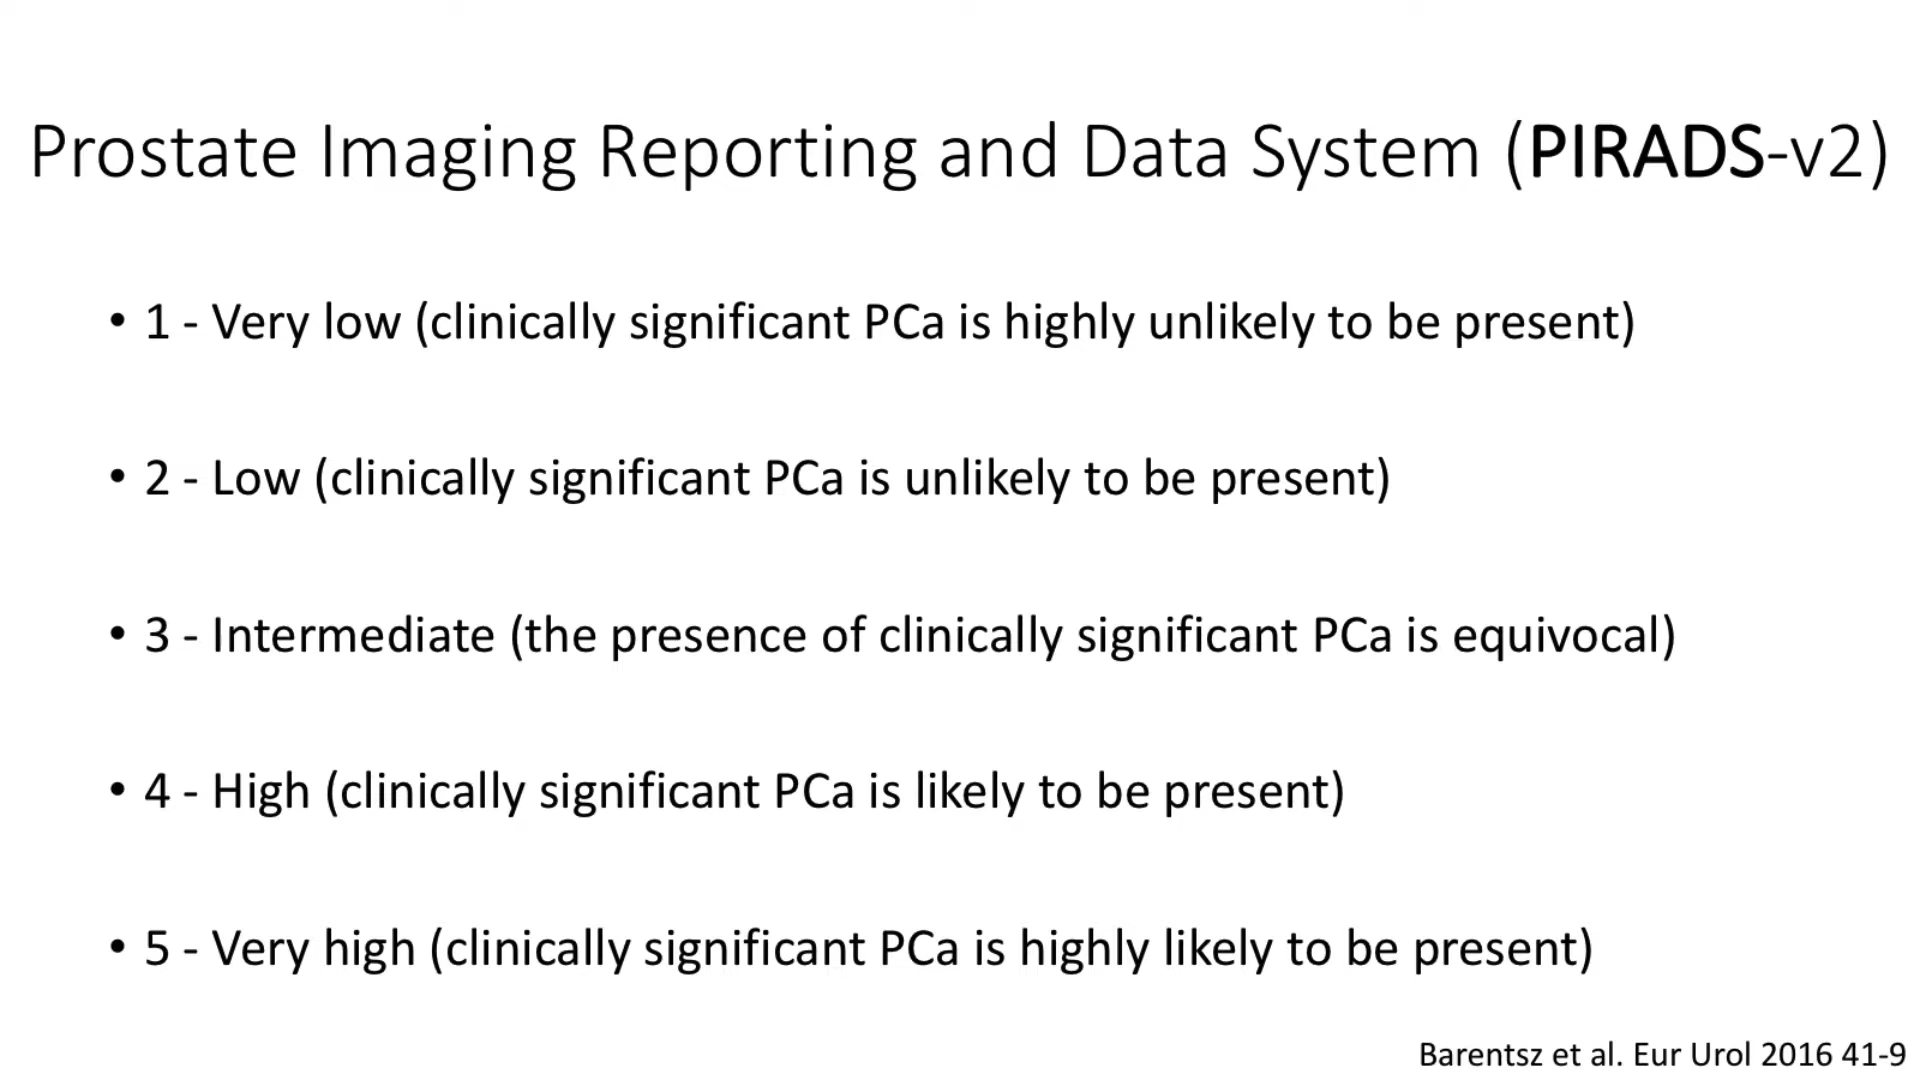 Prostate Imaging Reporting and Data System (PIRADS-v2)
• 1 - Very low (clinically significant PCa is highly unlikely to be present)
• 2 - Low (clinically significant PCa is unlikely to be present)
• 3 - Intermediate (the presence of clinically significant PCa is equivocal)
• 4 - High (clinically significant PCa is likely to be present)
• 5 - Very high (clinically significant PCa is highly likely to be present)
Barentsz et al. Eur Urol 2016 41-9